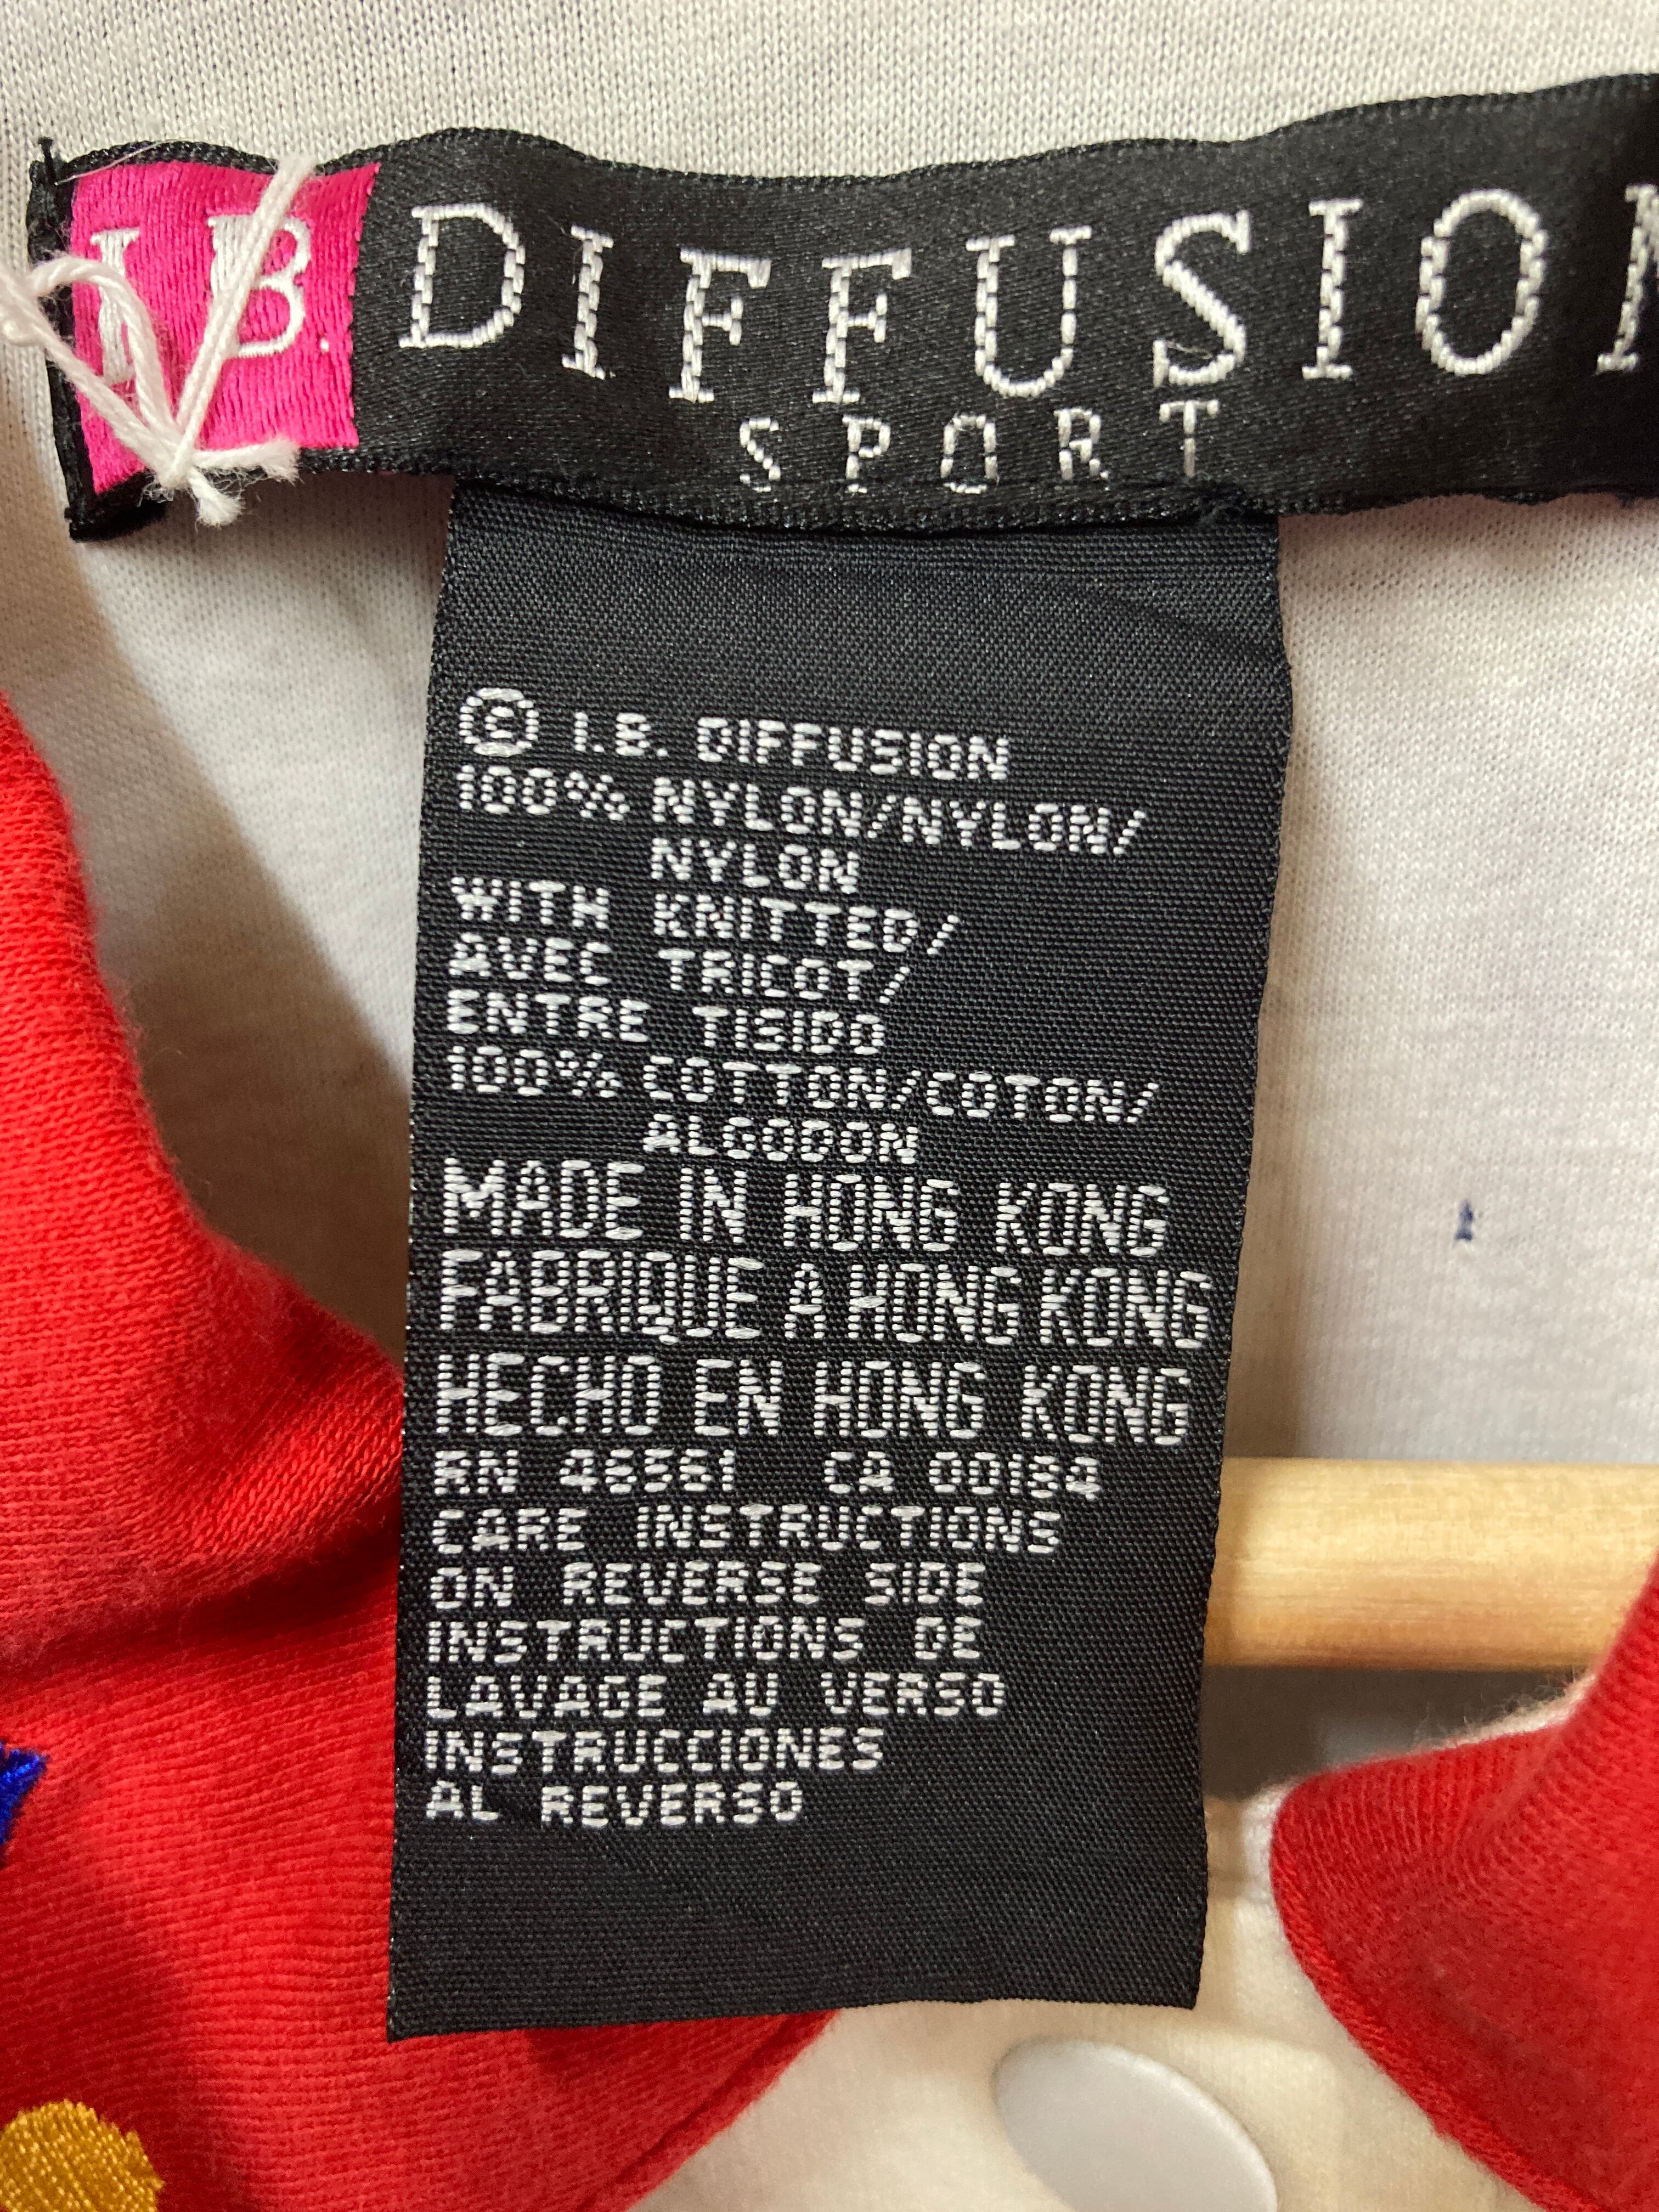 I.B. DIFFUSION
SPORT
© I.B. DIFFUSION
100% NYLON/NYLON/
NYLON
WITH KNITTED/
AVEC TRICOT/
ENTRE TISIDO
100% COTTON/COTON/
ALGODON
MADE IN HONG KONG
FABRIQUE A HONG KONG
HECHO EN HONG KONG
RN 46361 CA 00184
CARE INSTRUCTIONS
ON REVERSE SIDE
INSTRUCTIONS DE
LAVAGE AU VERSO
INSTRUCCIONES
AL REVERSO